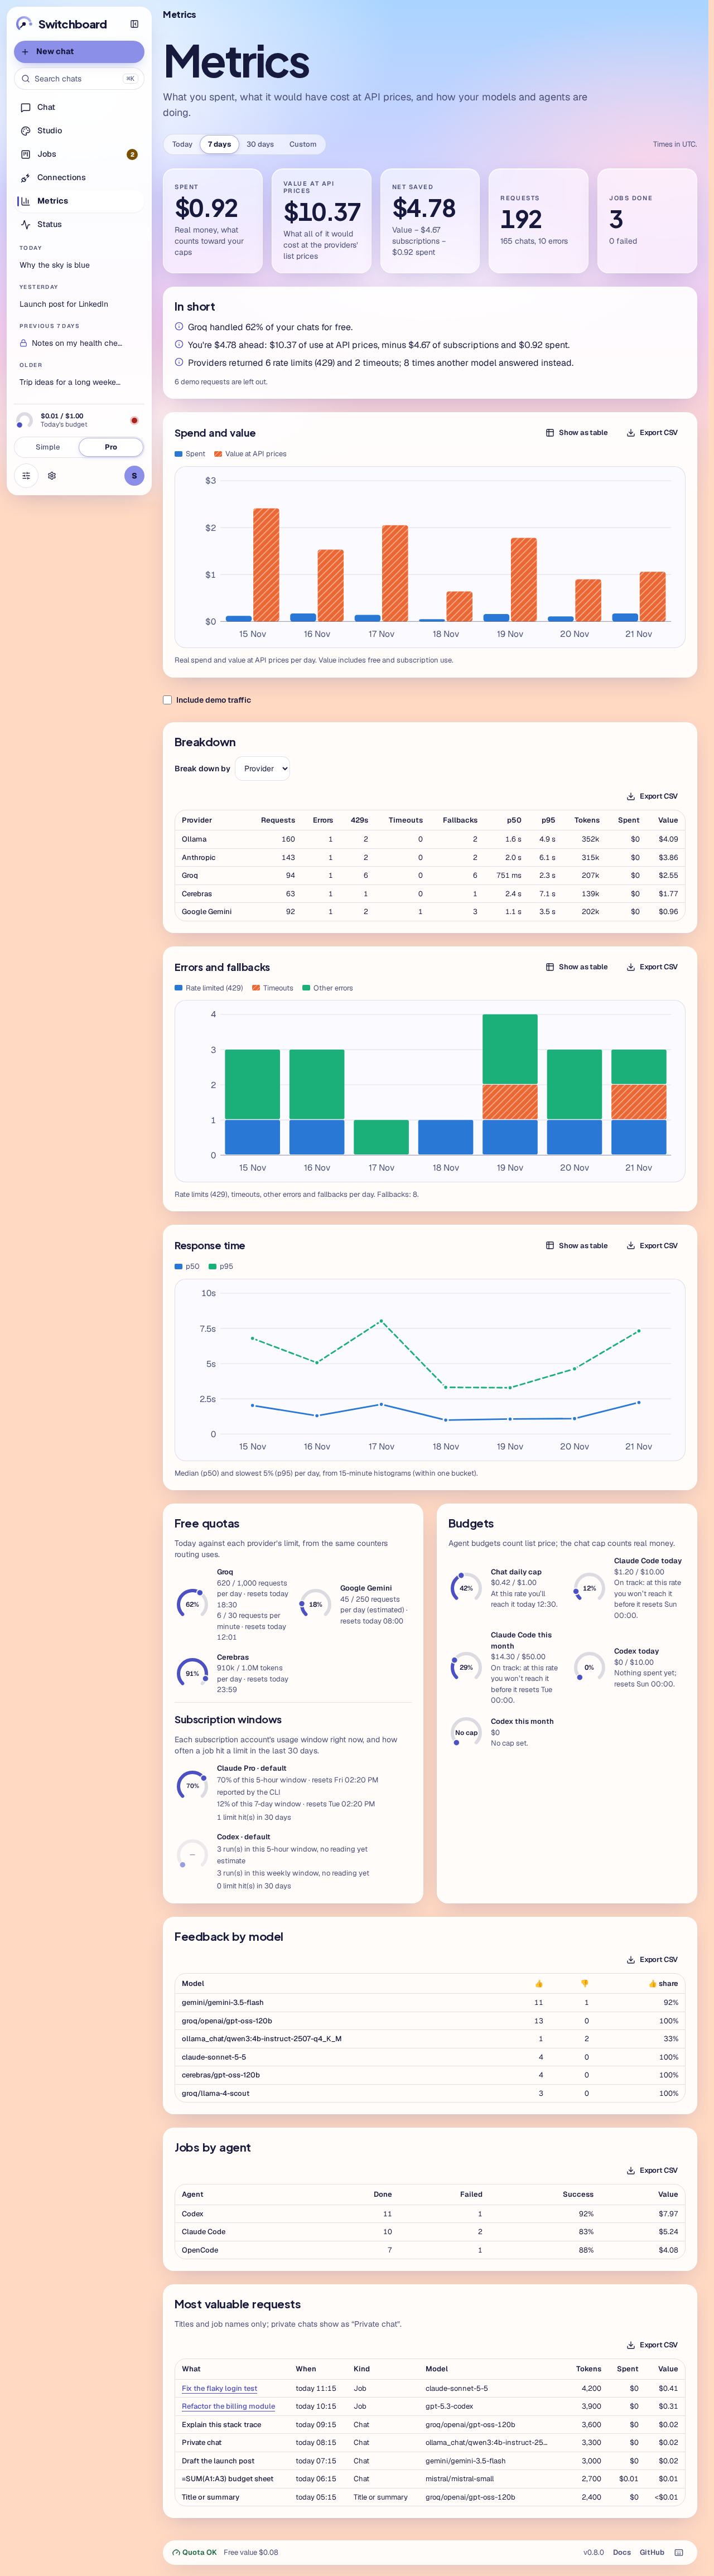 Switchboard
New chat
Search chats ⌘K
Chat
Studio
Jobs 2
Connections
Metrics
Status
TODAY
Why the sky is blue
YESTERDAY
Launch post for LinkedIn
PREVIOUS 7 DAYS
Notes on my health che...
OLDER
Trip ideas for a long weeke...
$0.01 / $1.00
Today's budget
Simple Pro
S
Metrics
Metrics
What you spent, what it would have cost at API prices, and how your models and agents are
doing.
Today 7 days 30 days Custom
Times in UTC.
SPENT
$0.92
Real money, what
counts toward your
caps
VALUE AT API
PRICES
$10.37
What all of it would
cost at the providers'
list prices
NET SAVED
$4.78
Value − $4.67
subscriptions −
$0.92 spent
REQUESTS
192
165 chats, 10 errors
JOBS DONE
3
0 failed
In short
Groq handled 62% of your chats for free.
You're $4.78 ahead: $10.37 of use at API prices, minus $4.67 of subscriptions and $0.92 spent.
Providers returned 6 rate limits (429) and 2 timeouts; 8 times another model answered instead.
6 demo requests are left out.
Spend and value
Show as table Export CSV
Spent Value at API prices
$3
$2
$1
$0
15 Nov 16 Nov 17 Nov 18 Nov 19 Nov 20 Nov 21 Nov
Real spend and value at API prices per day. Value includes free and subscription use.
Include demo traffic
Breakdown
Break down by Provider
Export CSV
Provider Requests Errors 429s Timeouts Fallbacks p50 p95 Tokens Spent Value
Ollama 160 1 2 0 2 1.6 s 4.9 s 352k $0 $4.09
Anthropic 143 1 2 0 2 2.0 s 6.1 s 315k $0 $3.86
Groq 94 1 6 0 6 751 ms 2.3 s 207k $0 $2.55
Cerebras 63 1 1 0 1 2.4 s 7.1 s 139k $0 $1.77
Google Gemini 92 1 2 1 3 1.1 s 3.5 s 202k $0 $0.96
Errors and fallbacks
Show as table Export CSV
Rate limited (429) Timeouts Other errors
4
3
2
1
0
15 Nov 16 Nov 17 Nov 18 Nov 19 Nov 20 Nov 21 Nov
Rate limits (429), timeouts, other errors and fallbacks per day. Fallbacks: 8.
Response time
Show as table Export CSV
p50 p95
10s
7.5s
5s
2.5s
0
15 Nov 16 Nov 17 Nov 18 Nov 19 Nov 20 Nov 21 Nov
Median (p50) and slowest 5% (p95) per day, from 15-minute histograms (within one bucket).
Free quotas
Today against each provider's limit, from the same counters
routing uses.
62%
Groq
620 / 1,000 requests
per day · resets today
18:30
6 / 30 requests per
minute · resets today
12:01
18%
Google Gemini
45 / 250 requests
per day (estimated) ·
resets today 08:00
91%
Cerebras
910k / 1.0M tokens
per day · resets today
23:59
Subscription windows
Each subscription account's usage window right now, and how
often a job hit a limit in the last 30 days.
70%
Claude Pro · default
70% of this 5-hour window · resets Fri 02:20 PM
reported by the CLI
12% of this 7-day window · resets Tue 02:20 PM
1 limit hit(s) in 30 days
—
Codex · default
3 run(s) in this 5-hour window, no reading yet
estimate
3 run(s) in this weekly window, no reading yet
0 limit hit(s) in 30 days
Budgets
Agent budgets count list price; the chat cap counts real money.
42%
Chat daily cap
$0.42 / $1.00
At this rate you'll
reach it today 12:30.
12%
Claude Code today
$1.20 / $10.00
On track: at this rate
you won't reach it
before it resets Sun
00:00.
29%
Claude Code this
month
$14.30 / $50.00
On track: at this rate
you won't reach it
before it resets Tue
00:00.
0%
Codex today
$0 / $10.00
Nothing spent yet;
resets Sun 00:00.
No cap
Codex this month
$0
No cap set.
Feedback by model
Export CSV
Model 👍 👎 👍 share
gemini/gemini-3.5-flash 11 1 92%
groq/openai/gpt-oss-120b 13 0 100%
ollama_chat/qwen3:4b-instruct-2507-q4_K_M 1 2 33%
claude-sonnet-5-5 4 0 100%
cerebras/gpt-oss-120b 4 0 100%
groq/llama-4-scout 3 0 100%
Jobs by agent
Export CSV
Agent Done Failed Success Value
Codex 11 1 92% $7.97
Claude Code 10 2 83% $5.24
OpenCode 7 1 88% $4.08
Most valuable requests
Titles and job names only; private chats show as "Private chat".
Export CSV
What When Kind Model Tokens Spent Value
Fix the flaky login test today 11:15 Job claude-sonnet-5-5 4,200 $0 $0.41
Refactor the billing module today 10:15 Job gpt-5.3-codex 3,900 $0 $0.31
Explain this stack trace today 09:15 Chat groq/openai/gpt-oss-120b 3,600 $0 $0.02
Private chat today 08:15 Chat ollama_chat/qwen3:4b-instruct-25... 3,300 $0 $0.02
Draft the launch post today 07:15 Chat gemini/gemini-3.5-flash 3,000 $0 $0.02
=SUM(A1:A3) budget sheet today 06:15 Chat mistral/mistral-small 2,700 $0.01 $0.01
Title or summary today 05:15 Title or summary groq/openai/gpt-oss-120b 2,400 $0 <$0.01
Quota OK Free value $0.08
v0.8.0 Docs GitHub